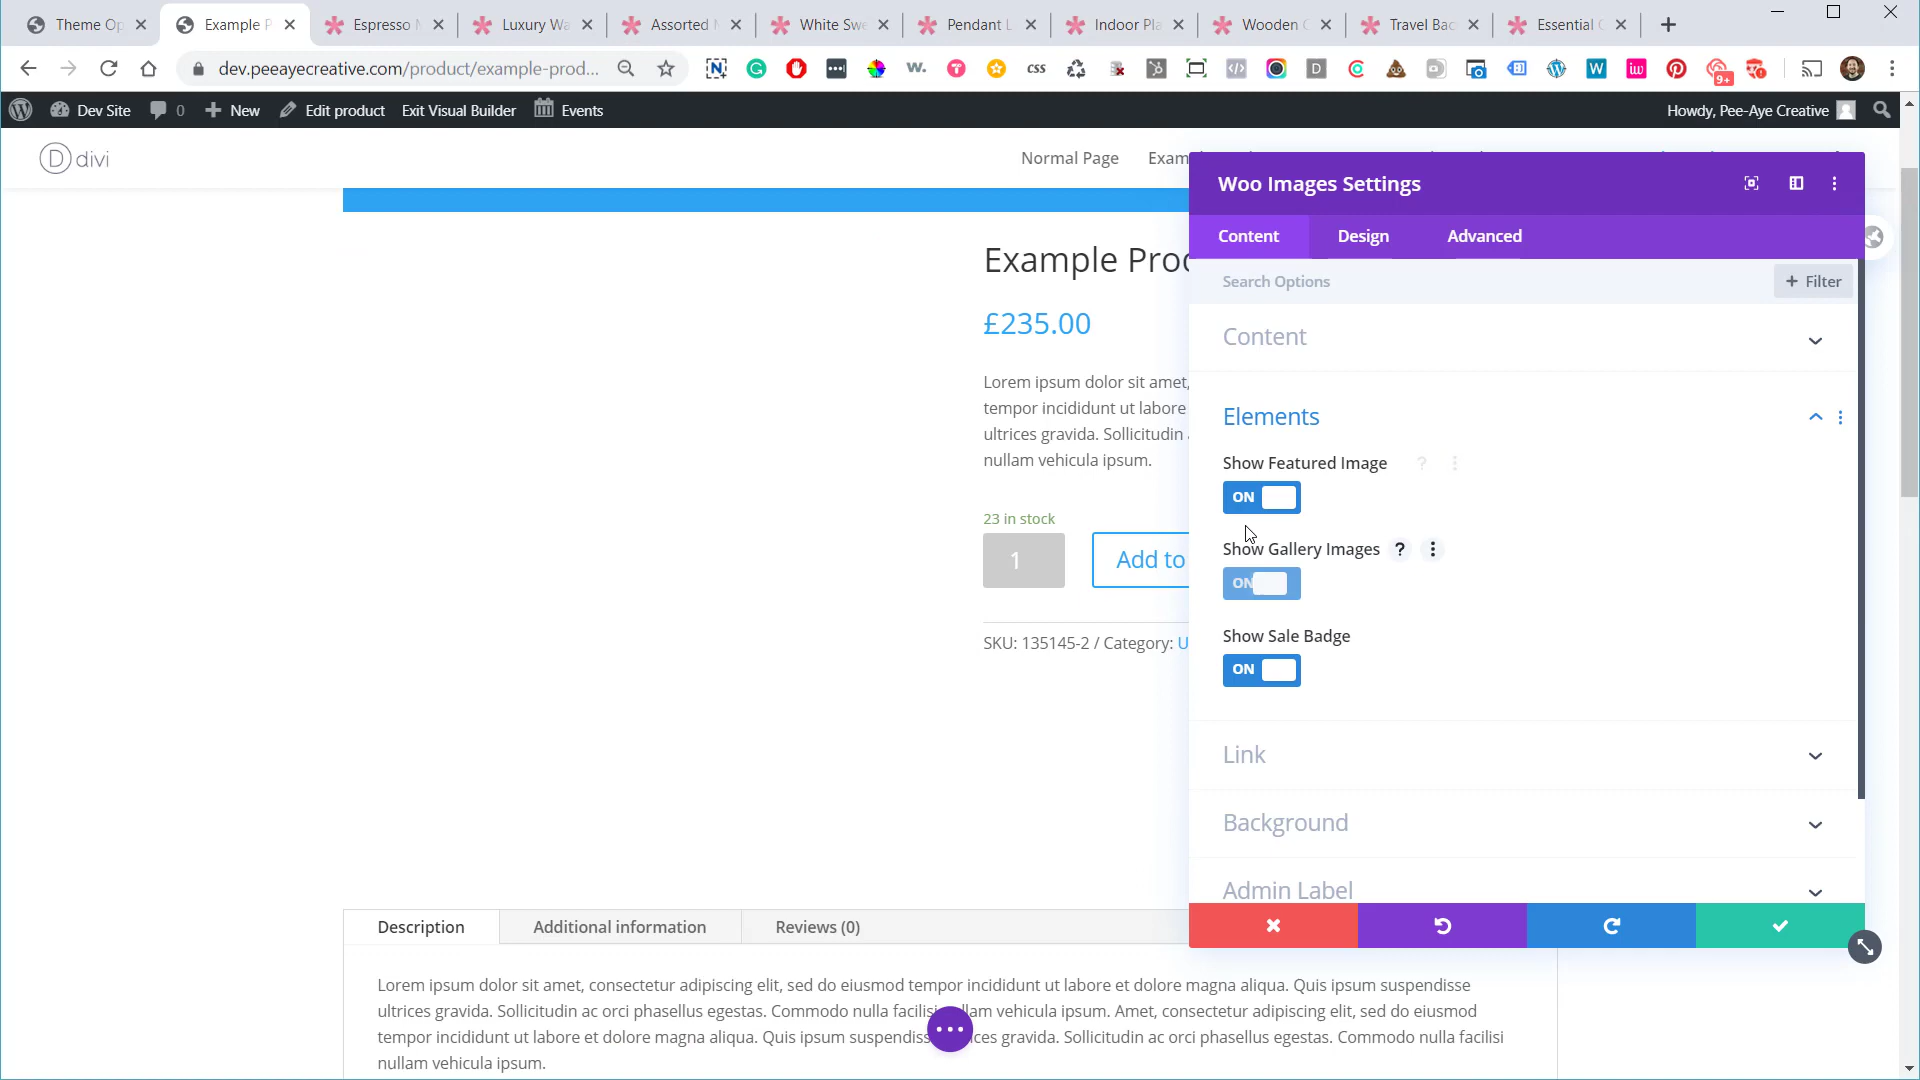 Theme Op
Example P
Espresso
Luxury Wa
Assorted
White Swe
Pendant L
Indoor Pla
Wooden
Travel Bac
Essential
dev.peeayecreative.com/product/example-prod...
css
9+
Dev Site
0
New
Edit product
Exit Visual Builder
Events
Howdy, Pee-Aye Creative
D divi
Normal Page
Exam
Woo Images Settings
Content
Design
Advanced
Search Options
+ Filter
Content
Elements
Show Featured Image
ON
Show Gallery Images
ON
Show Sale Badge
ON
Link
Background
Admin Label
Example Prod
£235.00
Lorem ipsum dolor sit amet,
tempor incididunt ut labore
ultrices gravida. Sollicitudin
nullam vehicula ipsum.
23 in stock
1
Add to
SKU: 135145-2 / Category: U
Description
Additional information
Reviews (0)
Lorem ipsum dolor sit amet, consectetur adipiscing elit, sed do eiusmod tempor incididunt ut labore et dolore magna aliqua. Quis ipsum suspendisse
ultrices gravida. Sollicitudin ac orci phasellus egestas. Commodo nulla facilisi lam vehicula ipsum. Amet, consectetur adipiscing elit, sed do eiusmod
tempor incididunt ut labore et dolore magna aliqua. Quis ipsum suspendiss ices gravida. Sollicitudin ac orci phasellus egestas. Commodo nulla facilisi
nullam vehicula ipsum.